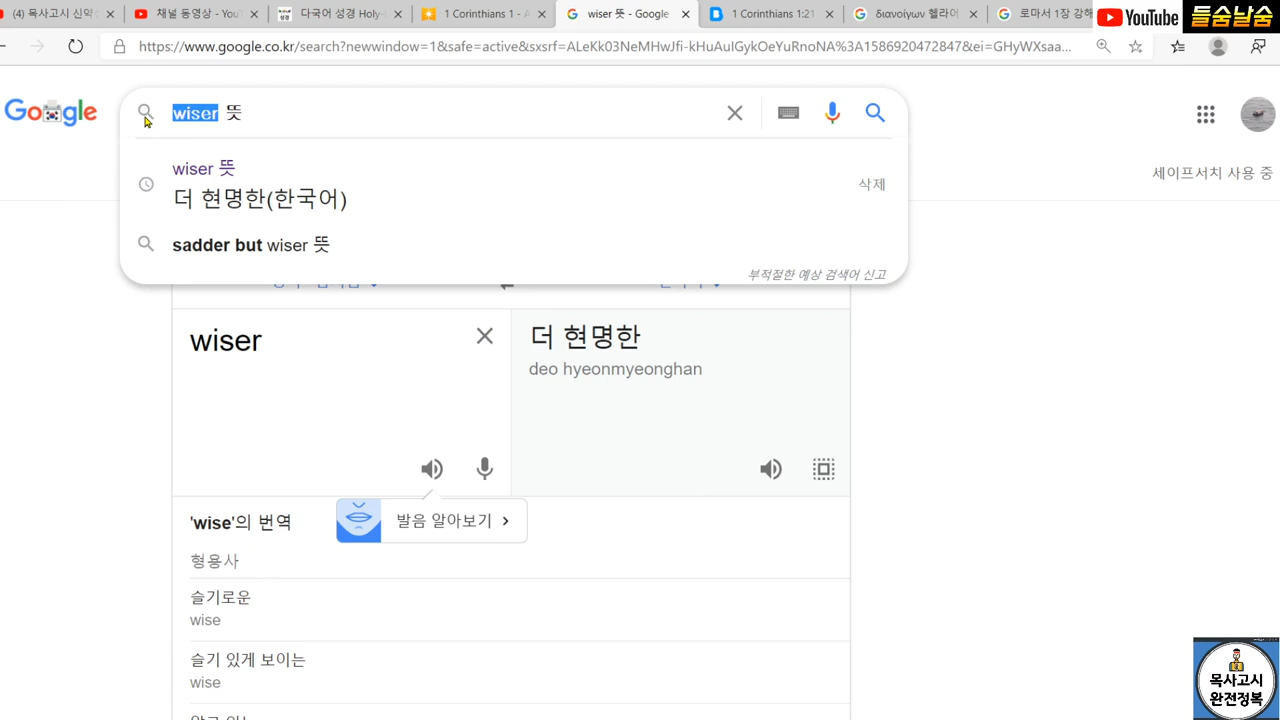 (4) 목사고시 신약
채널 동영상 - You
다국어 성경 Holy-
1 Corinthians
wiser 뜻 - Google
1 Corinthians 1:2
διανοίγων 헬라어
로마서 1장 강해
YouTube
들숨날숨
https://www.google.co.kr/search?newwindow=1&safe=active&sxsrf=ALeKk03NeMHwJfi-kHuAuIGykOeYuRnoNA%3A1586920472847&ei=GHyWXsaa...
Google
wiser 뜻
wiser 뜻
더 현명한(한국어)
삭제
sadder but wiser 뜻
부적절한 예상 검색어 신고
세이프서치 사용 중
wiser
더 현명한
deo hyeonmyeonghan
'wise'의 번역
발음 알아보기
형용사
슬기로운
wise
슬기 있게 보이는
wise
목사고시
완전정복